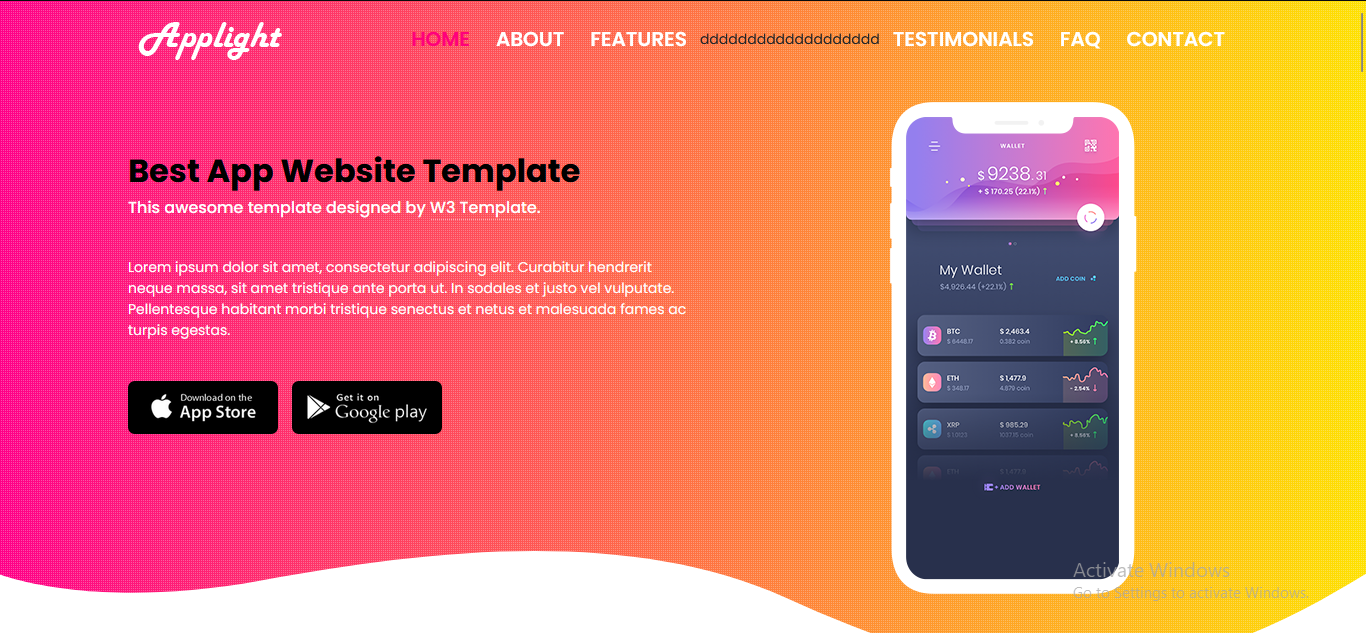 Applight
HOME ABOUT FEATURES ddddddddddddddddddd TESTIMONIALS FAQ CONTACT
Best App Website Template
This awesome template designed by W3 Template.
Lorem ipsum dolor sit amet, consectetur adipiscing elit. Curabitur hendrerit
neque massa, sit amet tristique ante porta ut. In sodales et justo vel vulputate.
Pellentesque habitant morbi tristique senectus et netus et malesuada fames ac
turpis egestas.
Download on the
App Store
Get it on
Google play
WALLET
$ 9238.31
+ $ 170.25 (22.1%) ↑
My Wallet
ADD COIN
$4,926.44 (+22.1%) ↑
BTC $ 2,463.4
$ 6448.17 0.382 coin + 8.56% ↑
ETH $ 1,477.9
$ 348.17 4.879 coin - 2.54% ↓
XRP $ 985.29
$ 1.0123 1037.15 coin + 8.56% ↑
ETH $ 1,477.9
+ ADD WALLET
Activate Windows
Go to Settings to activate Windows.